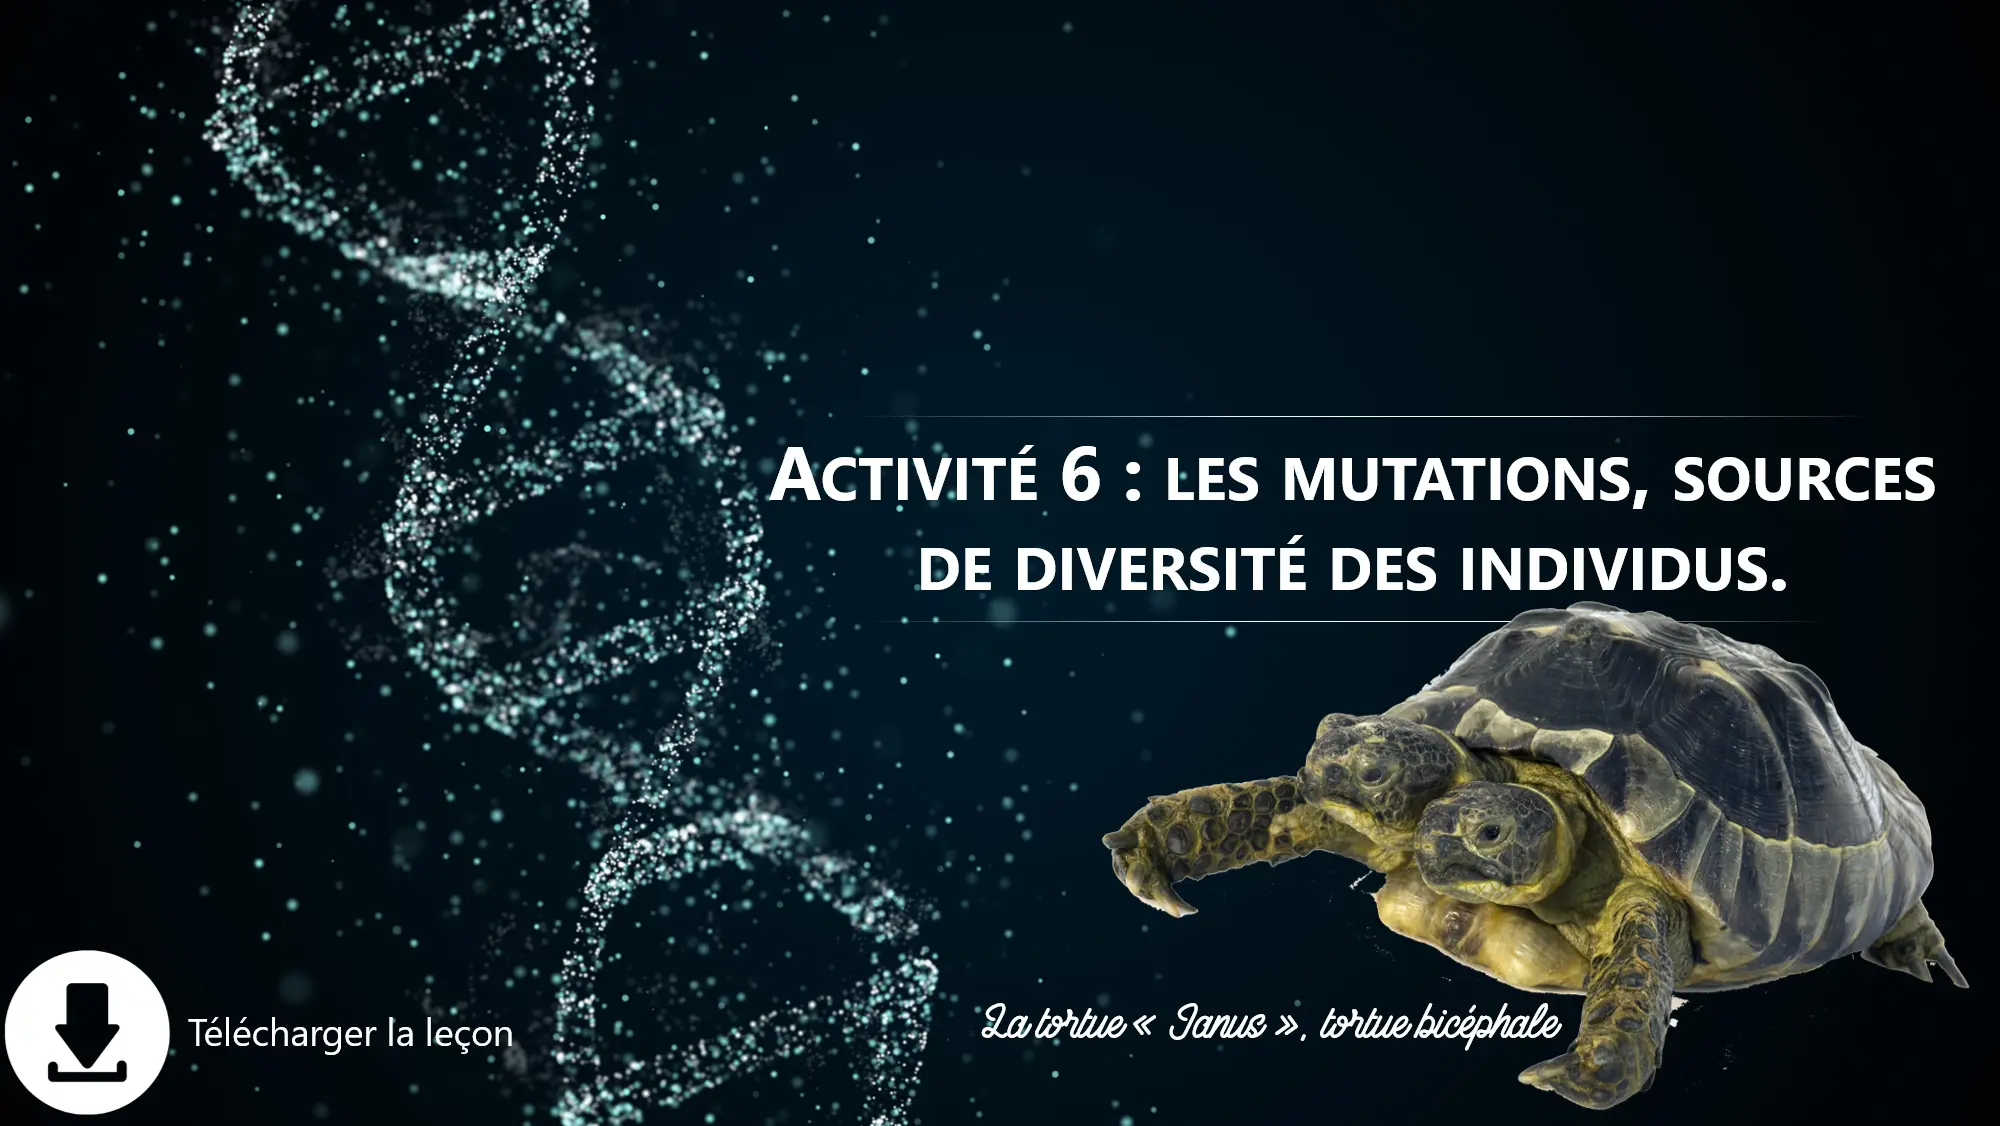 Activité 6 : les mutations, sources
de diversité des individus.
La tortue « Janus », tortue bicéphale
Télécharger la leçon